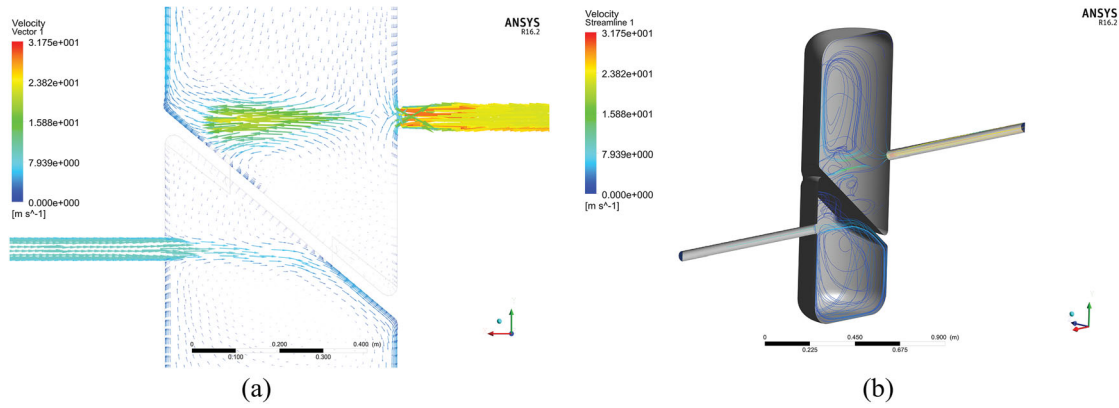 Velocity
Vector 1
3.175e+001
2.382e+001
1.588e+001
7.939e+000
0.000e+000
[m s^-1]
ANSYS
R16.2
0 0.200 0.400 (m)
0.100 0.300
(a)
Velocity
Streamline 1
3.175e+001
2.382e+001
1.588e+001
7.939e+000
0.000e+000
[m s^-1]
ANSYS
R16.2
0 0.450 0.900 (m)
0.225 0.675
(b)